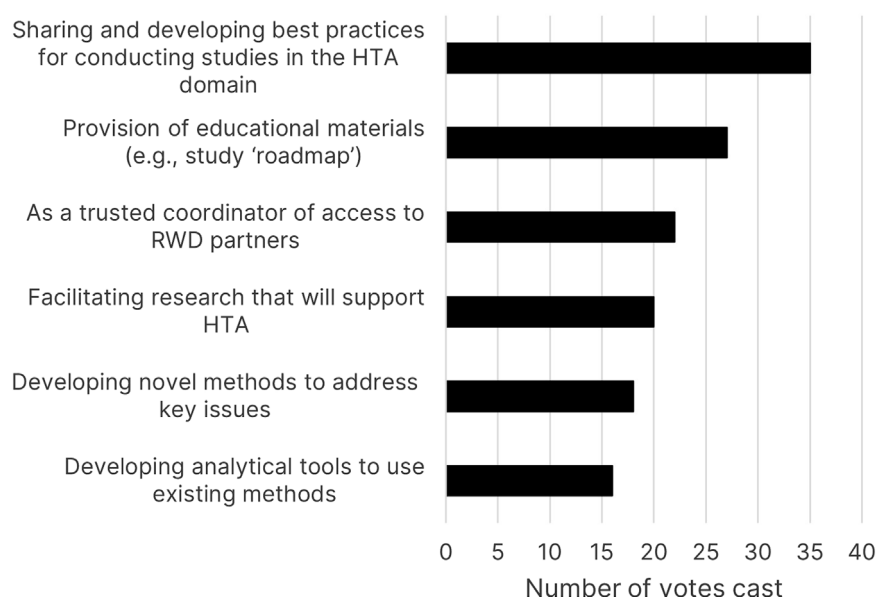 Sharing and developing best practices
for conducting studies in the HTA
domain
Provision of educational materials
(e.g., study ‘roadmap’)
As a trusted coordinator of access to
RWD partners
Facilitating research that will support
HTA
Developing novel methods to address
key issues
Developing analytical tools to use
existing methods
0 5 10 15 20 25 30 35 40
Number of votes cast